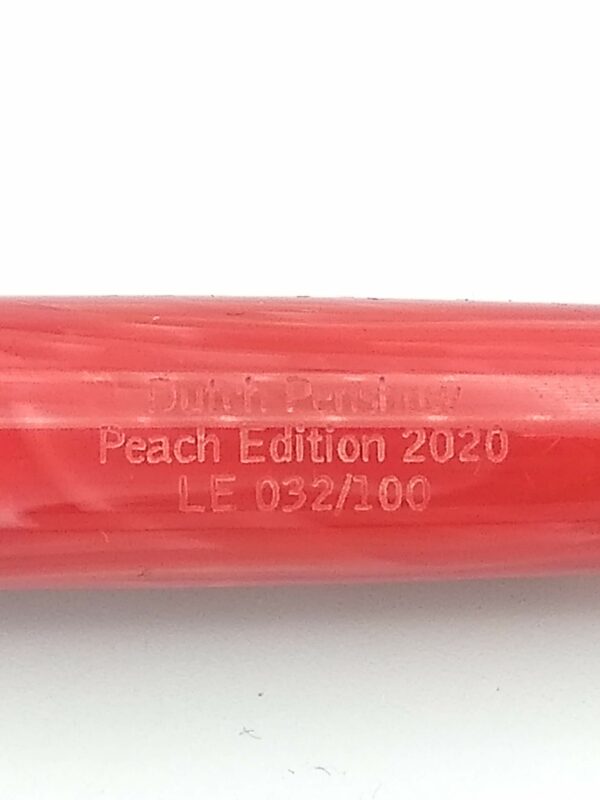 Dutch Penshow
Peach Edition 2020
LE 032/100